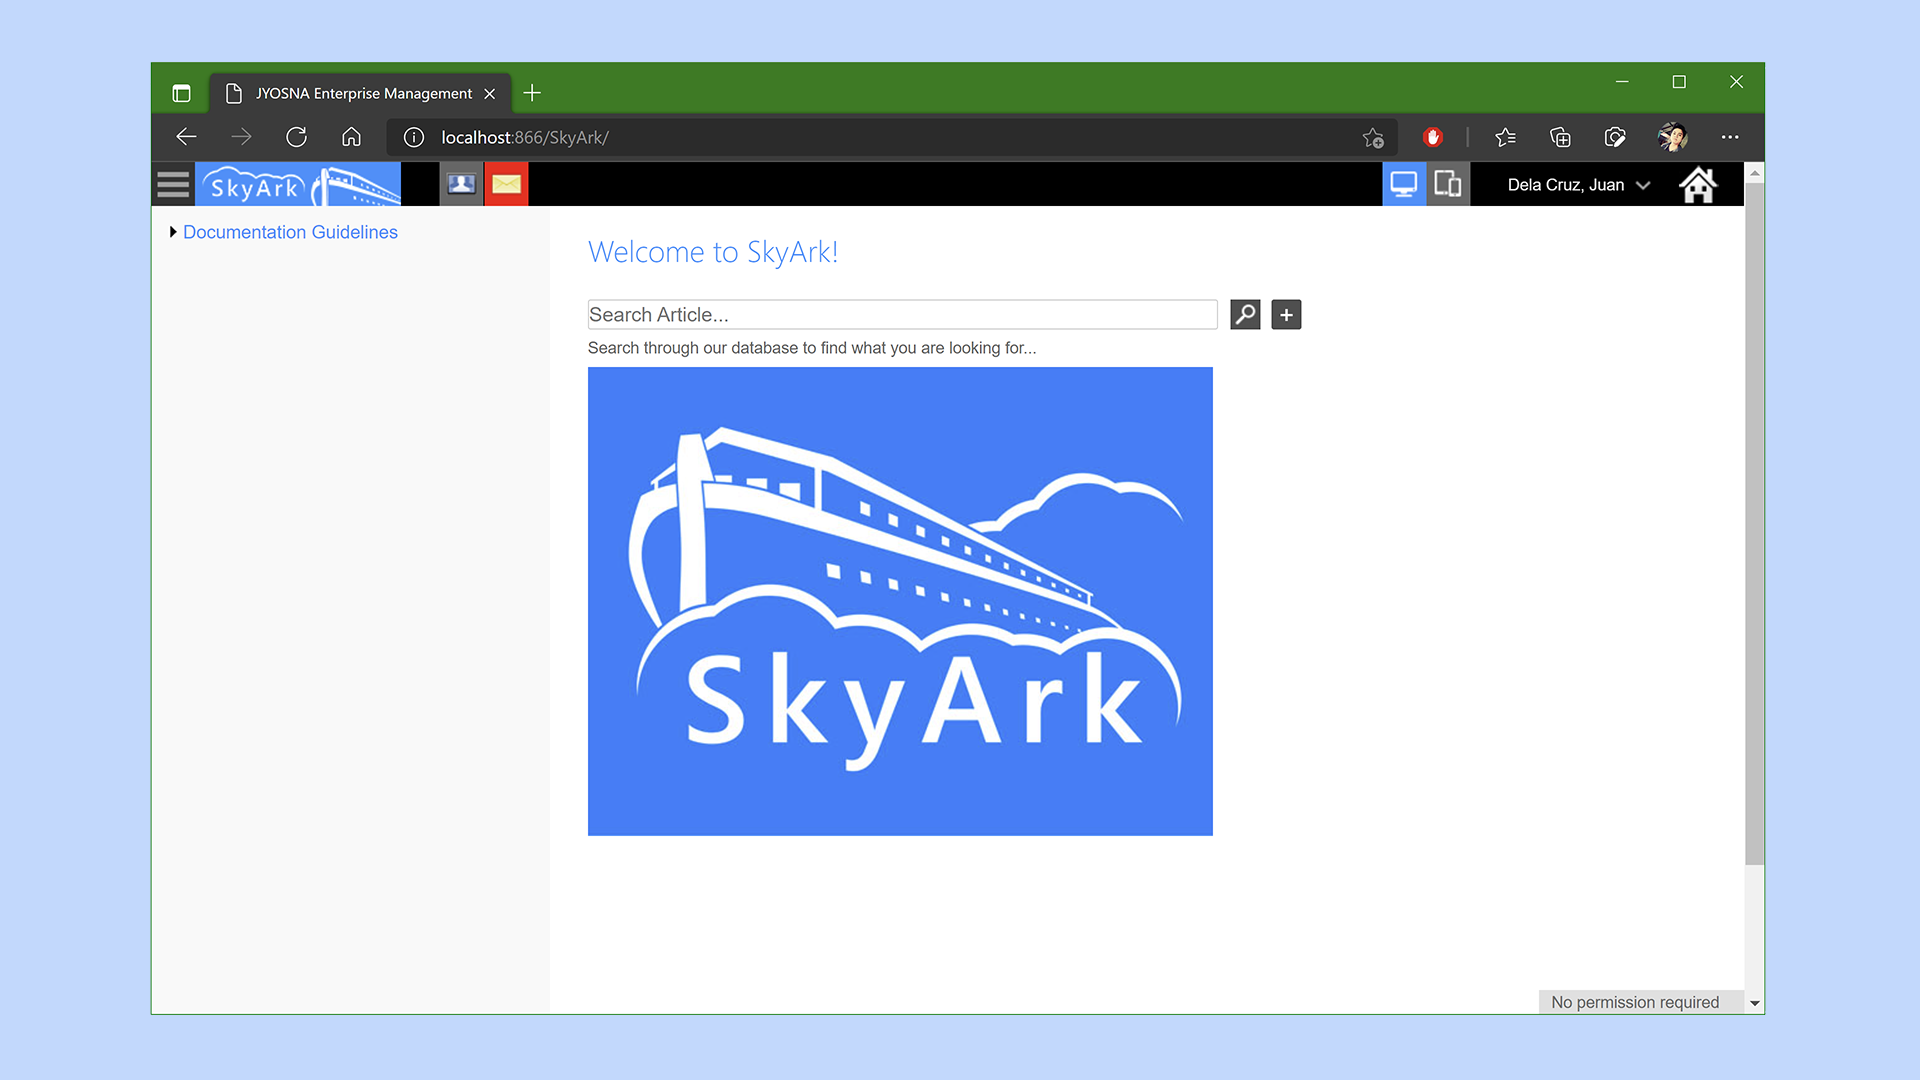 JYOSNA Enterprise Management
localhost:866/SkyArk/
SkyArk
Dela Cruz, Juan
Documentation Guidelines
Welcome to SkyArk!
Search Article...
Search through our database to find what you are looking for...
SkyArk
No permission required